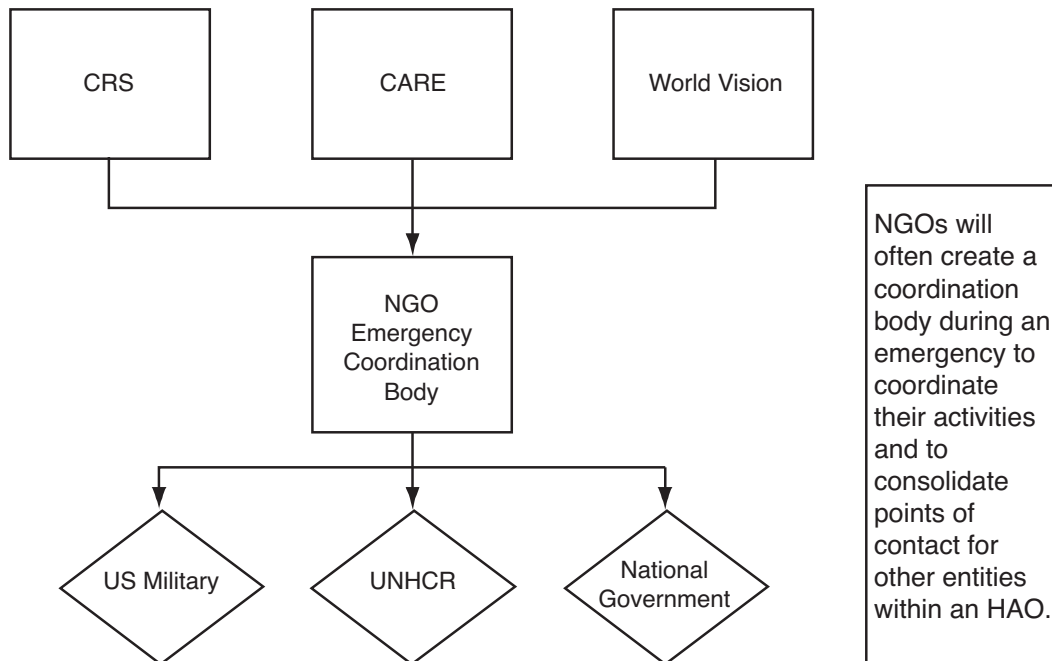 CRS
CARE
World Vision
NGO
Emergency
Coordination
Body
US Military
UNHCR
National
Government
NGOs will
often create a
coordination
body during an
emergency to
coordinate
their activities
and to
consolidate
points of
contact for
other entities
within an HAO.